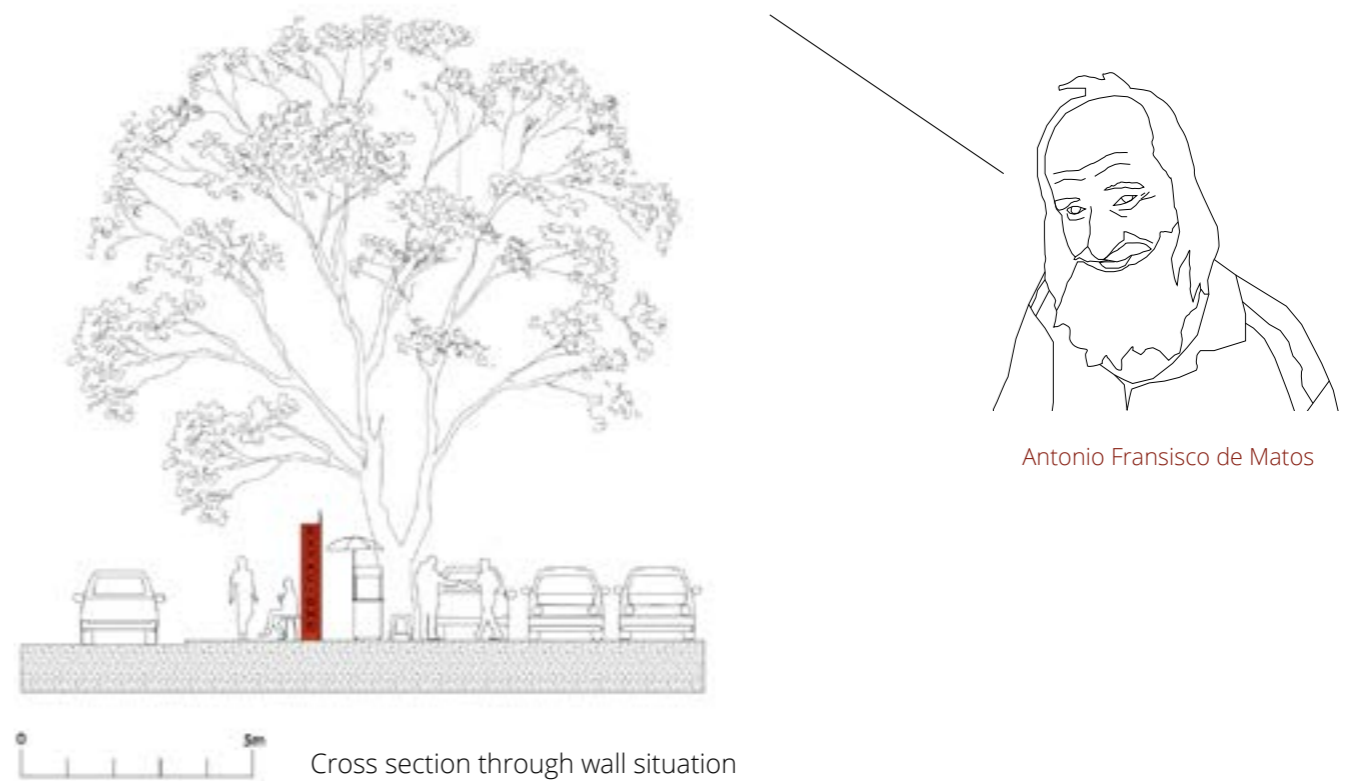 Antonio Fransisco de Matos
0 5m
Cross section through wall situation